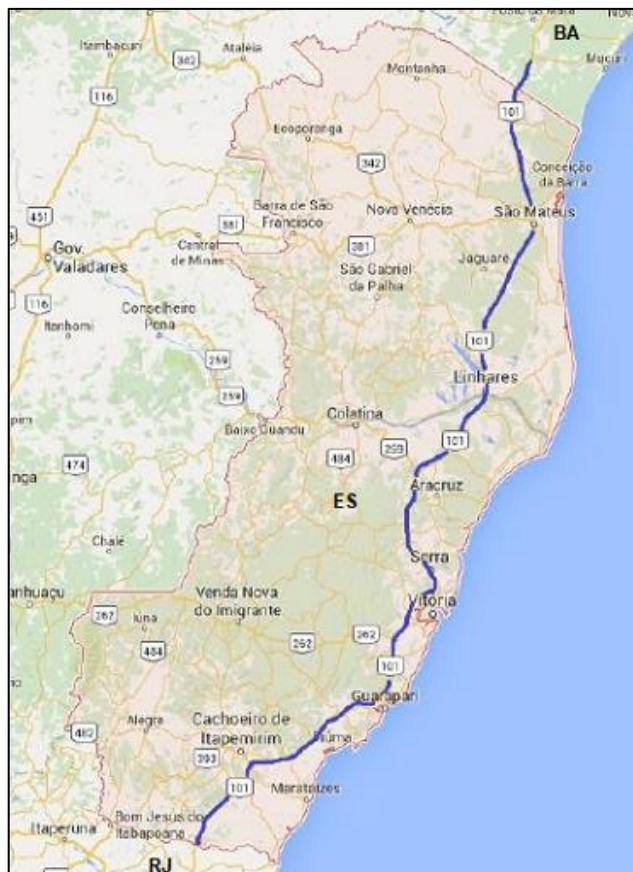 BA
Itambacuri
Ataléia
342
Montanha
Mucuri
116
101
Ecoporanga
342
Conceição
da Barra
Barra de São
Francisco
Nova Venécia
São Mateus
451
381
Gov.
Valadares
Central
de Minas
381
Jaguaré
São Gabriel
da Palha
116
Conselheiro
Pena
Itanhomi
101
259
Linhares
259
Colatina
Baixo Guandu
101
474
484
259
Aracruz
ES
Chalé
Serra
Venda Nova
do Imigrante
Vitória
262
Iúna
262
262
484
101
Guarapari
482
Alegre
Cachoeiro de
Itapemirim
Piúma
393
101
Marataízes
Bom Jesus do
Itabapoana
Itaperuna
RJ